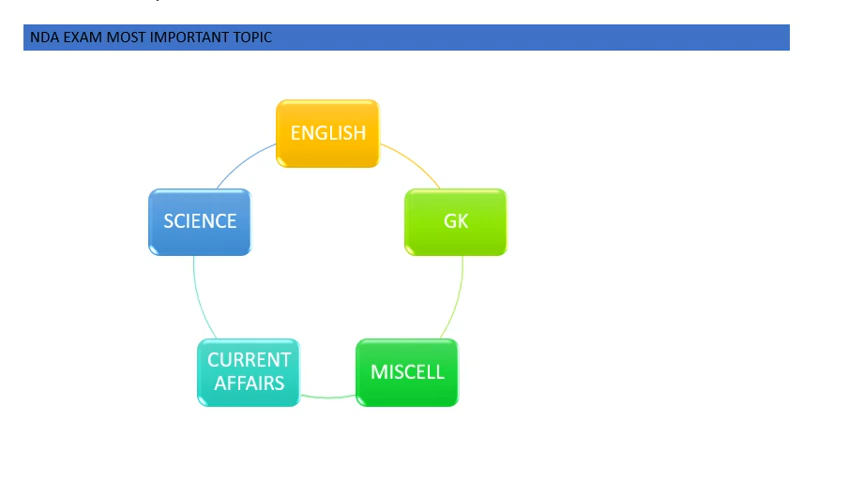 NDA EXAM MOST IMPORTANT TOPIC
ENGLISH
GK
MISCELL
CURRENT
AFFAIRS
SCIENCE